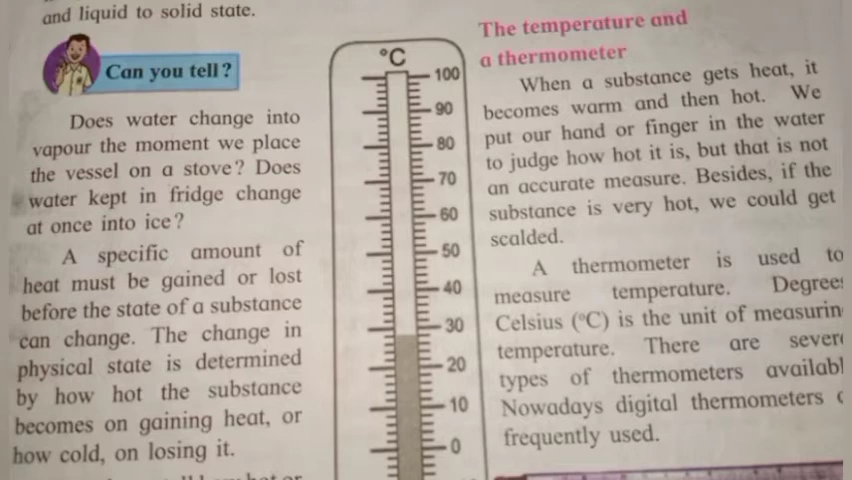 and liquid to solid state.
Can you tell?
Does water change into
vapour the moment we place
the vessel on a stove? Does
water kept in fridge change
at once into ice?
A specific amount of
heat must be gained or lost
before the state of a substance
can change. The change in
physical state is determined
by how hot the substance
becomes on gaining heat, or
how cold, on losing it.
°C
100
90
80
70
60
50
40
30
20
10
0
The temperature and
a thermometer
When a substance gets heat, it
becomes warm and then hot. We
put our hand or finger in the water
to judge how hot it is, but that is not
an accurate measure. Besides, if the
substance is very hot, we could get
scalded.
A thermometer is used to
measure temperature. Degree
Celsius (°C) is the unit of measurin
temperature. There are sever
types of thermometers availabl
Nowadays digital thermometers
frequently used.